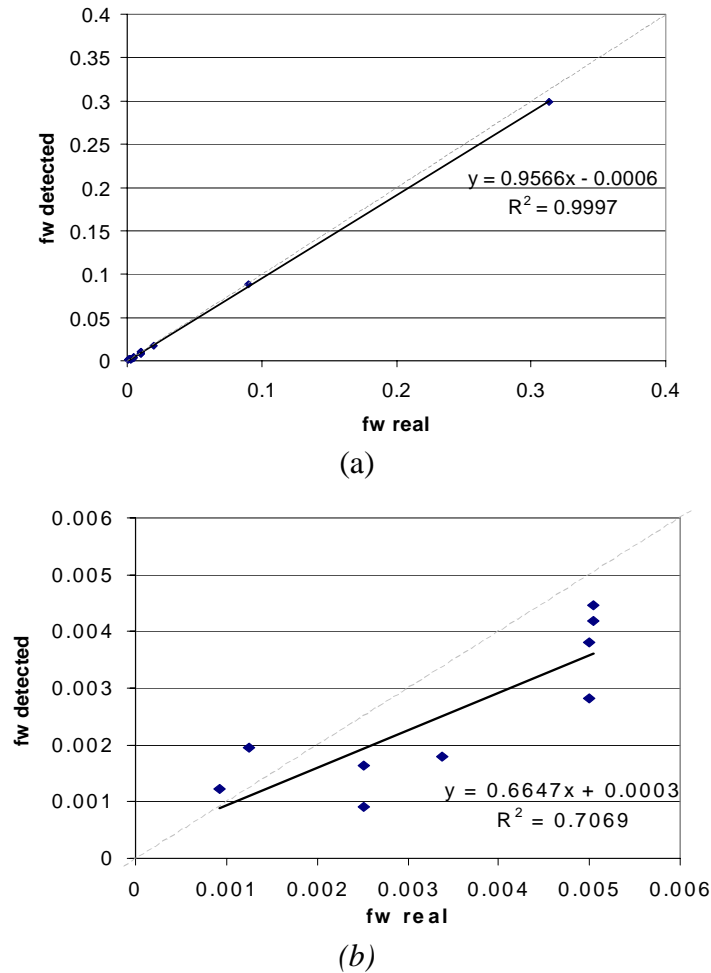 0.4
0.35
0.3
0.25
0.2
0.15
0.1
0.05
0
fw detected
y = 0.9566x - 0.0006
R² = 0.9997
0 0.1 0.2 0.3 0.4
fw real
(a)
0.006
0.005
0.004
0.003
0.002
0.001
0
fw detected
y = 0.6647x + 0.0003
R² = 0.7069
0 0.001 0.002 0.003 0.004 0.005 0.006
fw real
(b)